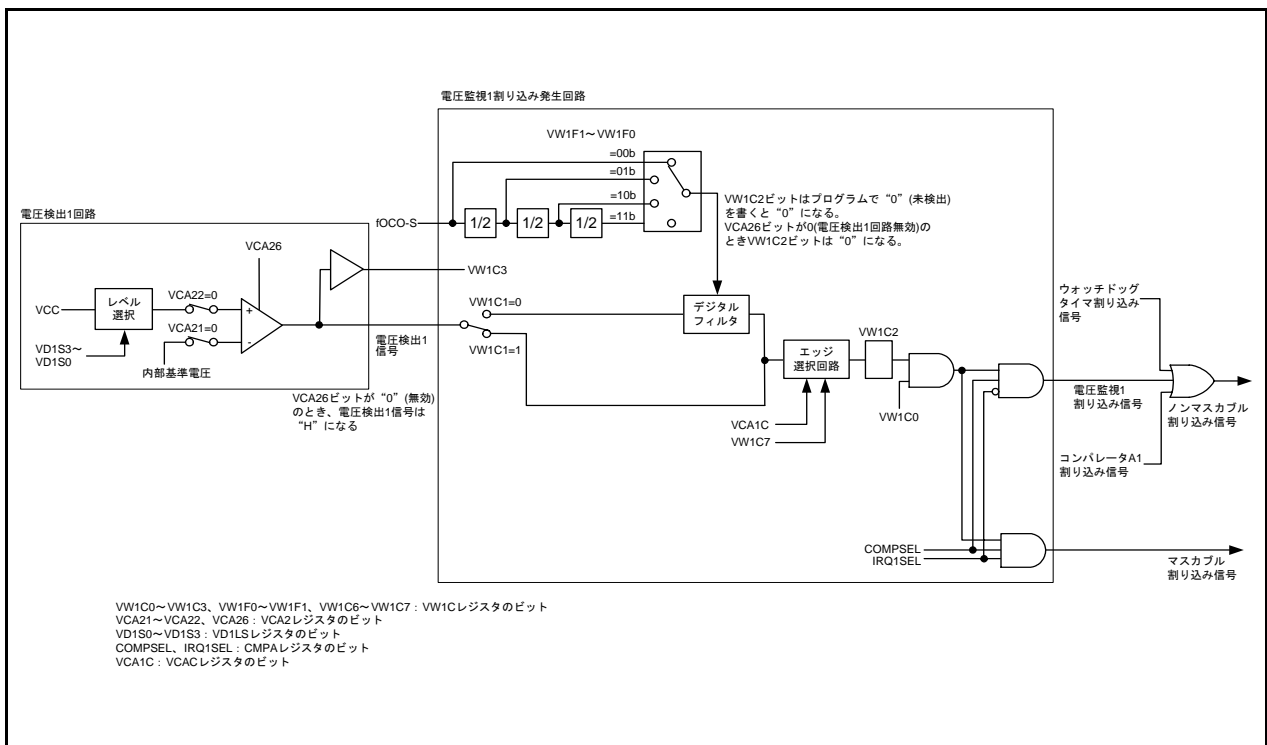 電圧監視1割り込み発生回路
VW1F1～VW1F0
=00b
=01b
=10b
=11b
fOCO-S
1/2
1/2
1/2
VW1C2ビットはプログラムで“0”(未検出)
を書くと“0”になる。
VCA26ビットが0(電圧検出1回路無効)の
ときVW1C2ビットは“0”になる。
電圧検出1回路
VCA26
VW1C3
VCC
レベル
選択
VCA22=0
+
VCA21=0
-
VD1S3～
VD1S0
内部基準電圧
電圧検出1
信号
VW1C1=0
VW1C1=1
デジタル
フィルタ
VCA26ビットが“0”(無効)
のとき、電圧検出1信号は
“H”になる
エッジ
選択回路
VW1C2
VCA1C
VW1C7
VW1C0
ウォッチドッグ
タイマ割り込み
信号
電圧監視1
割り込み信号
ノンマスカブル
割り込み信号
コンパレータA1
割り込み信号
COMPSEL
IRQ1SEL
マスカブル
割り込み信号
VW1C0～VW1C3、VW1F0～VW1F1、VW1C6～VW1C7：VW1Cレジスタのビット
VCA21～VCA22、VCA26：VCA2レジスタのビット
VD1S0～VD1S3：VD1LSレジスタのビット
COMPSEL、IRQ1SEL：CMPAレジスタのビット
VCA1C：VCACレジスタのビット